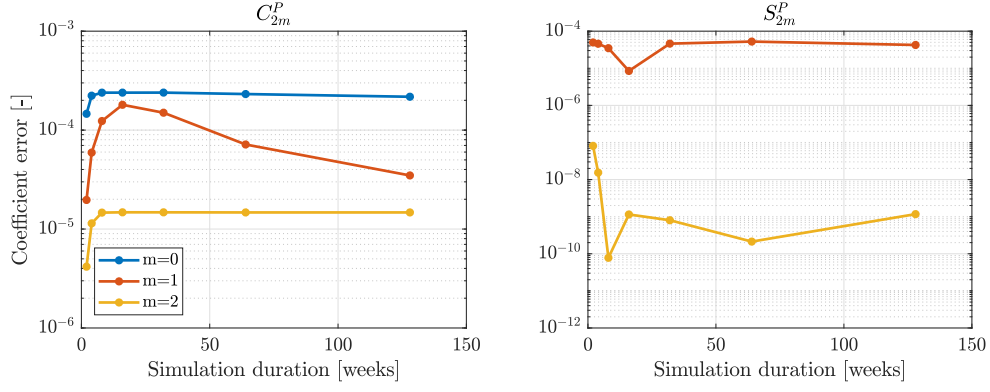 C_{2m}^P
Coefficient error [-]
10^{-3}
10^{-4}
10^{-5}
10^{-6}
m=0
m=1
m=2
0 50 100 150
Simulation duration [weeks]
S_{2m}^P
10^{-4}
10^{-6}
10^{-8}
10^{-10}
10^{-12}
0 50 100 150
Simulation duration [weeks]